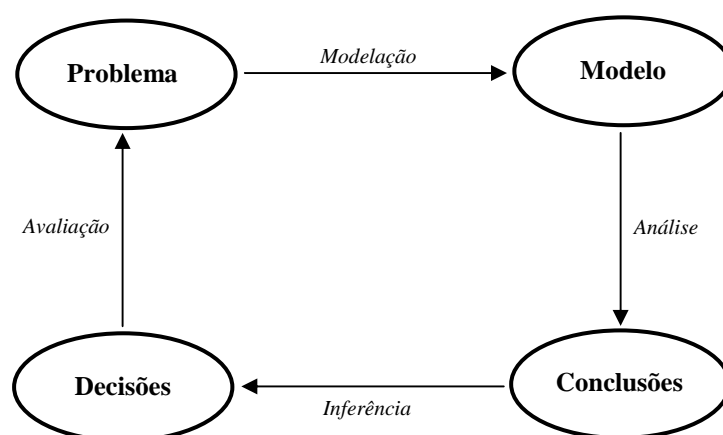 Problema
Modelação
Modelo
Avaliação
Análise
Decisões
Inferência
Conclusões